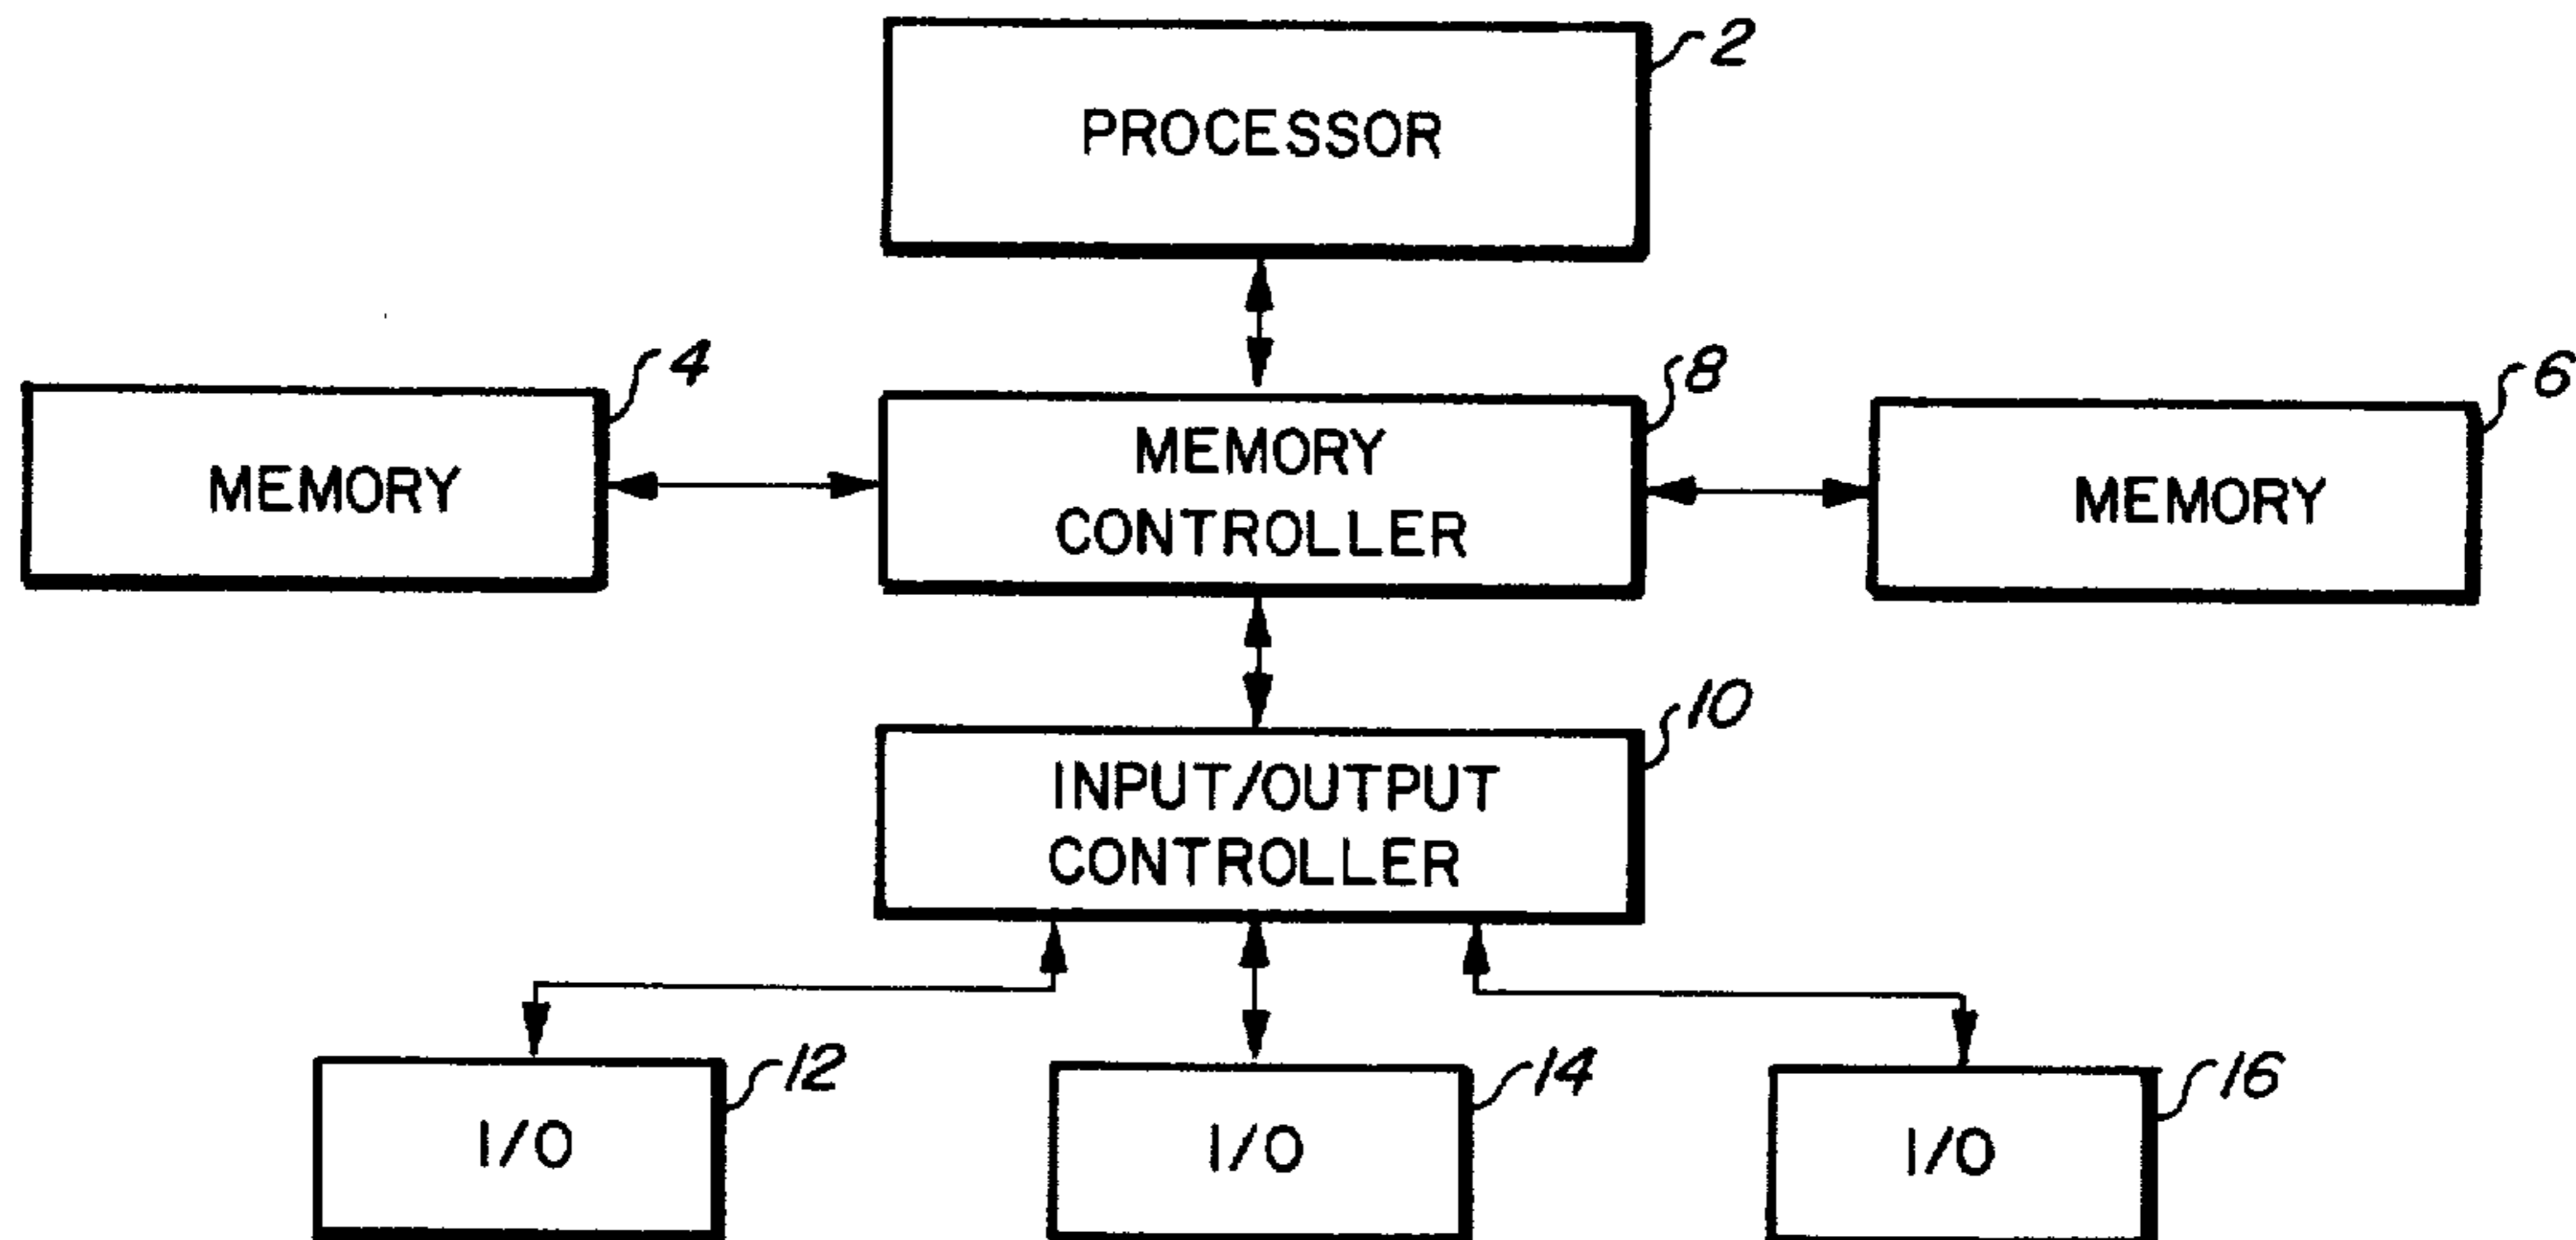 2
PROCESSOR
4
8
6
MEMORY
MEMORY
CONTROLLER
MEMORY
10
INPUT/OUTPUT
CONTROLLER
12
14
16
I/O
I/O
I/O